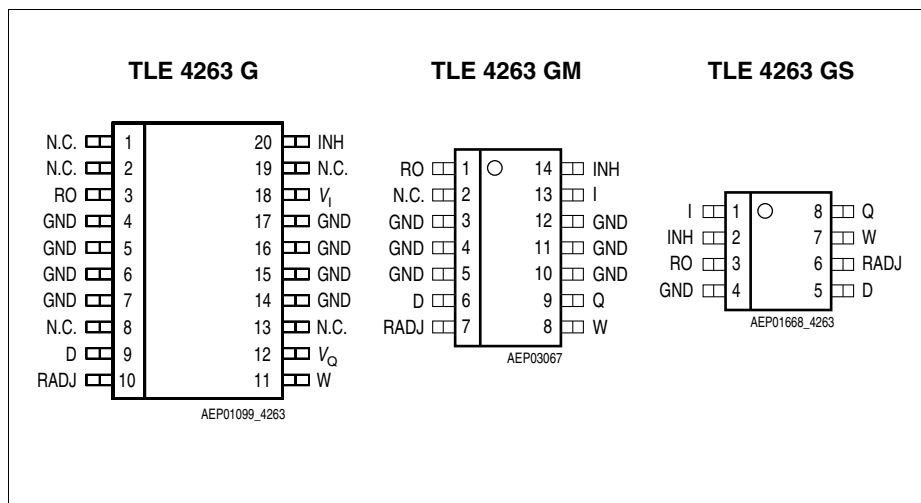 TLE 4263 G
TLE 4263 GM
TLE 4263 GS
N.C. 1 20 INH
N.C. 2 19 N.C.
RO 3 18 VI
GND 4 17 GND
GND 5 16 GND
GND 6 15 GND
GND 7 14 GND
N.C. 8 13 N.C.
D 9 12 VQ
RADJ 10 11 W
AEP01099_4263
RO 1 14 INH
N.C. 2 13 I
GND 3 12 GND
GND 4 11 GND
GND 5 10 GND
D 6 9 Q
RADJ 7 8 W
AEP03067
I 1 8 Q
INH 2 7 W
RO 3 6 RADJ
GND 4 5 D
AEP01668_4263